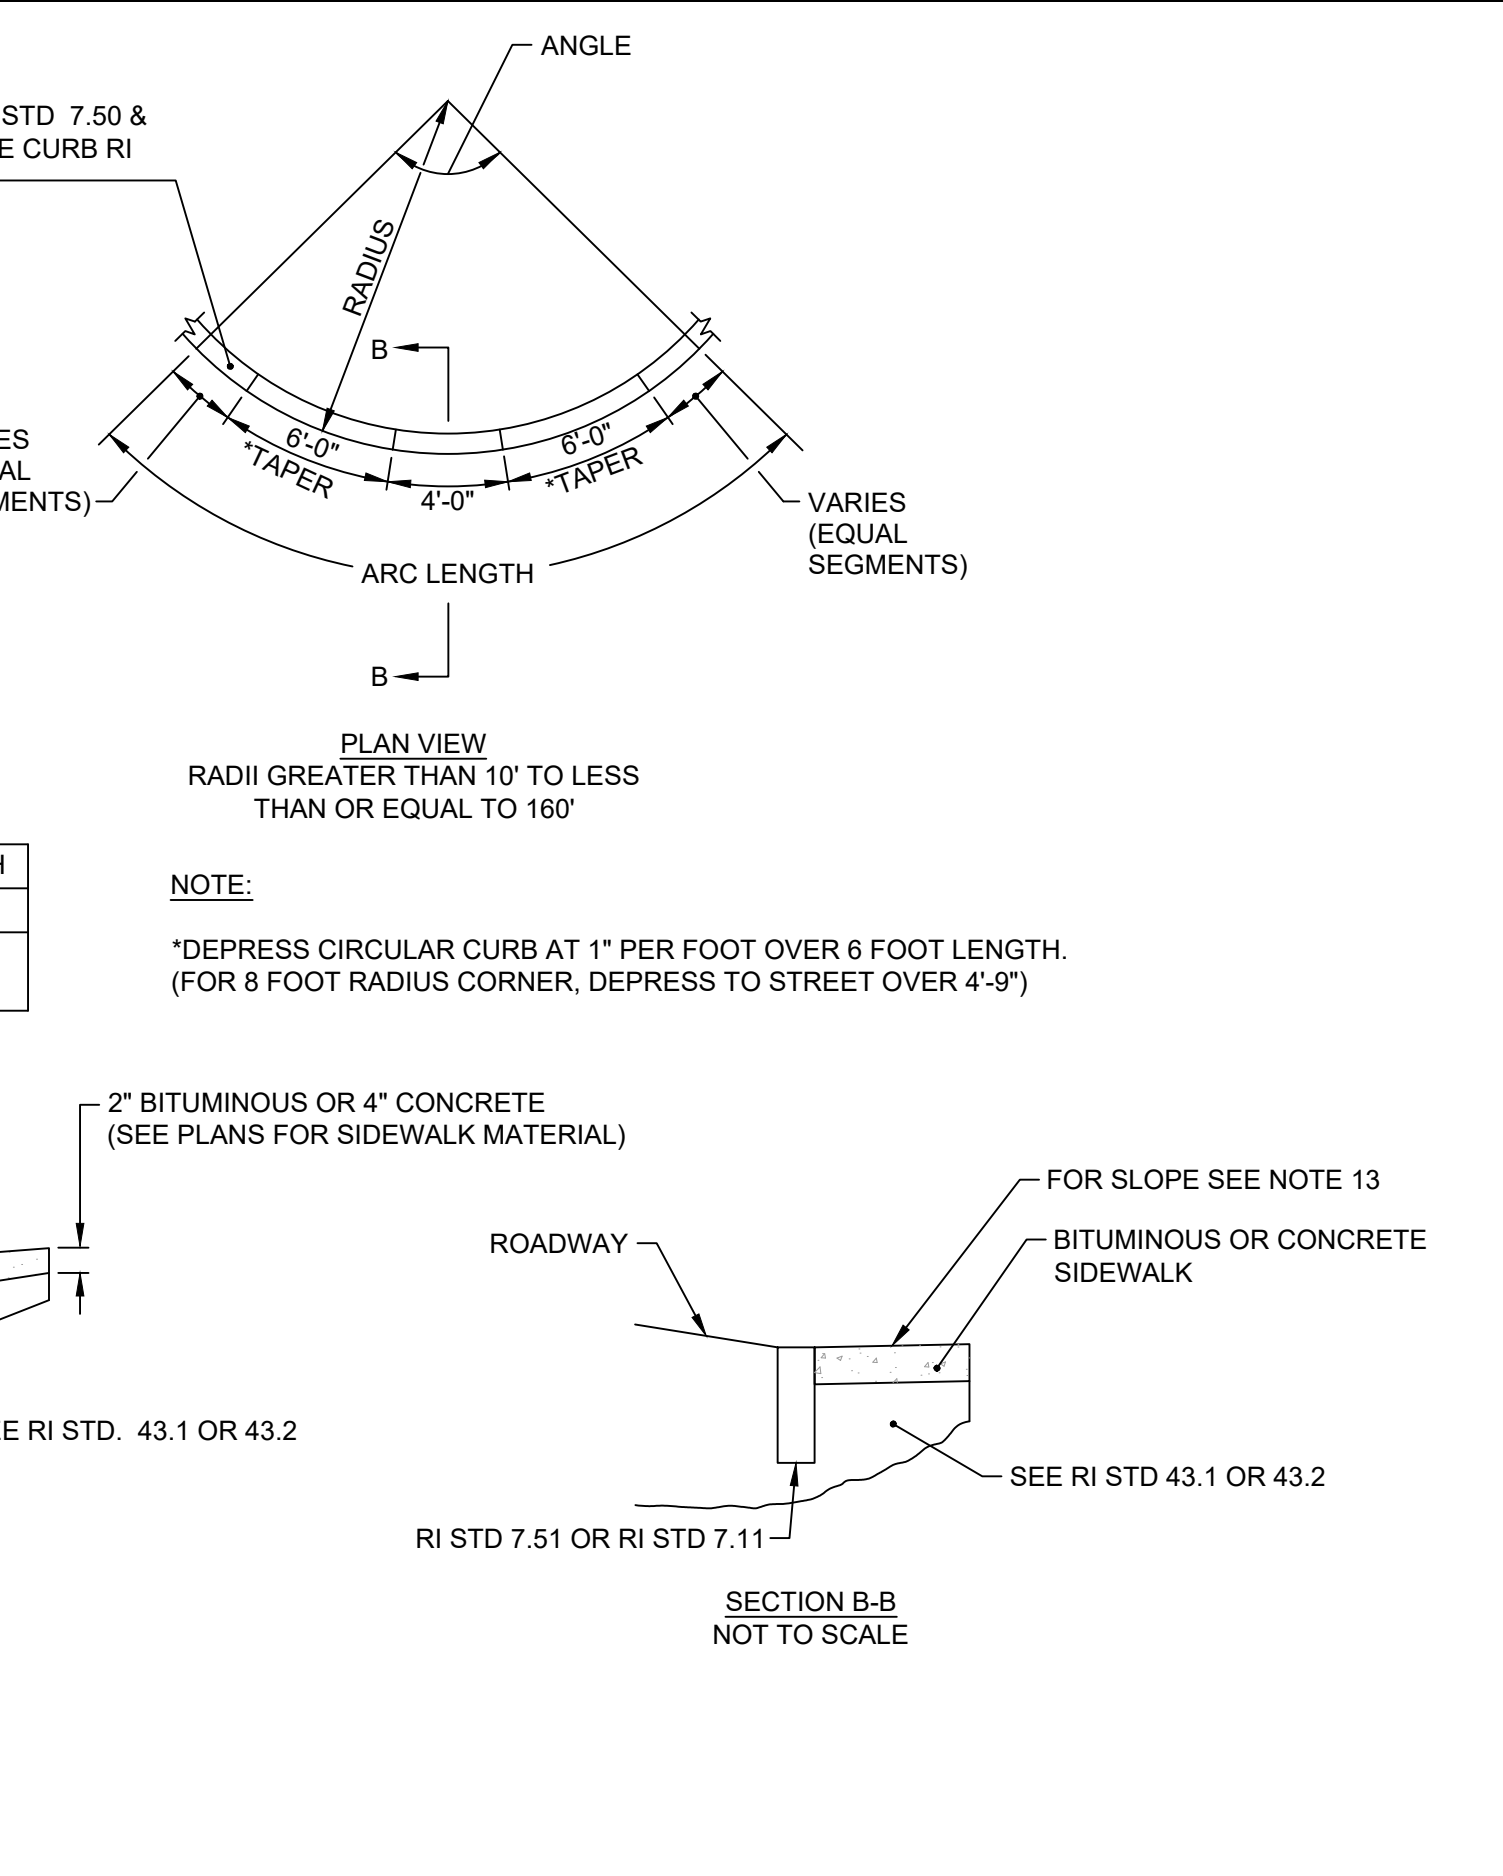 ANGLE
STD 7.50 &
E CURB RI
RADIUS
B
ES
AL
MENTS)
6'-0"
*TAPER
4'-0"
6'-0"
*TAPER
VARIES
(EQUAL
SEGMENTS)
ARC LENGTH
B
PLAN VIEW
RADII GREATER THAN 10' TO LESS
THAN OR EQUAL TO 160'
H
NOTE:
*DEPRESS CIRCULAR CURB AT 1" PER FOOT OVER 6 FOOT LENGTH.
(FOR 8 FOOT RADIUS CORNER, DEPRESS TO STREET OVER 4'-9")
2" BITUMINOUS OR 4" CONCRETE
(SEE PLANS FOR SIDEWALK MATERIAL)
EE RI STD. 43.1 OR 43.2
FOR SLOPE SEE NOTE 13
ROADWAY
BITUMINOUS OR CONCRETE
SIDEWALK
SEE RI STD 43.1 OR 43.2
RI STD 7.51 OR RI STD 7.11
SECTION B-B
NOT TO SCALE